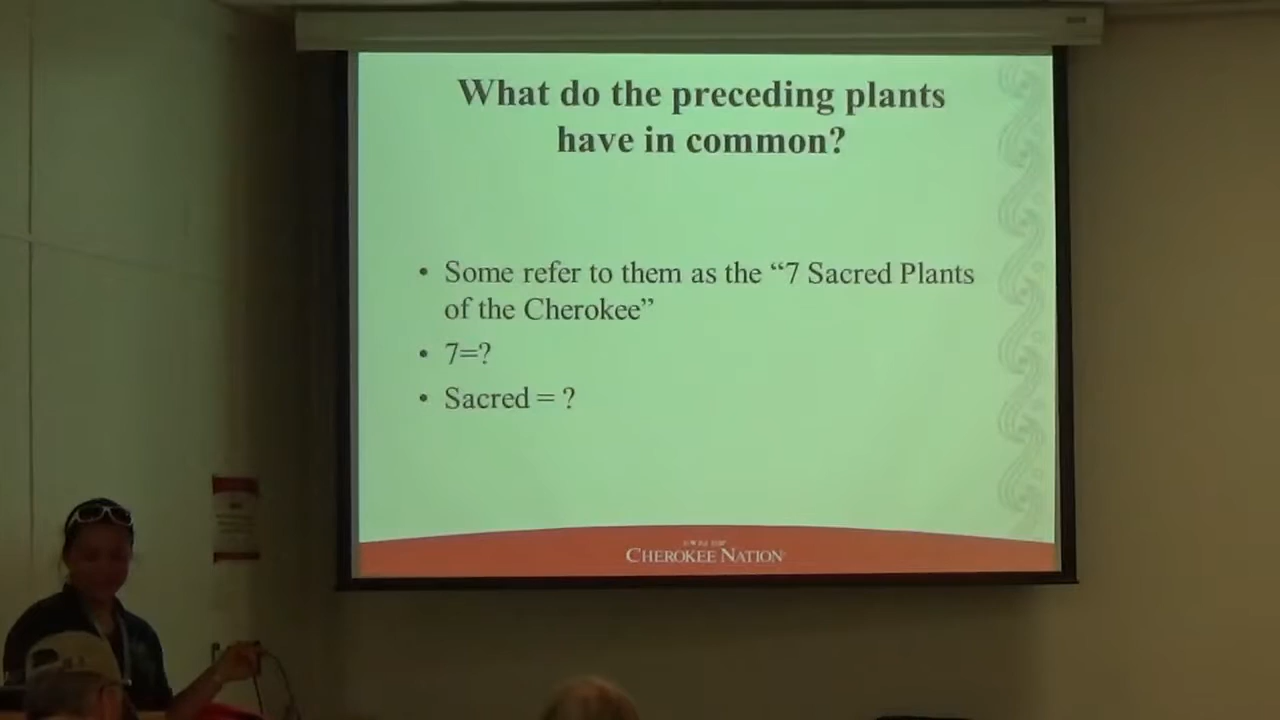 What do the preceding plants
have in common?
• Some refer to them as the “7 Sacred Plants
of the Cherokee”
• 7=?
• Sacred = ?
CHEROKEE NATION